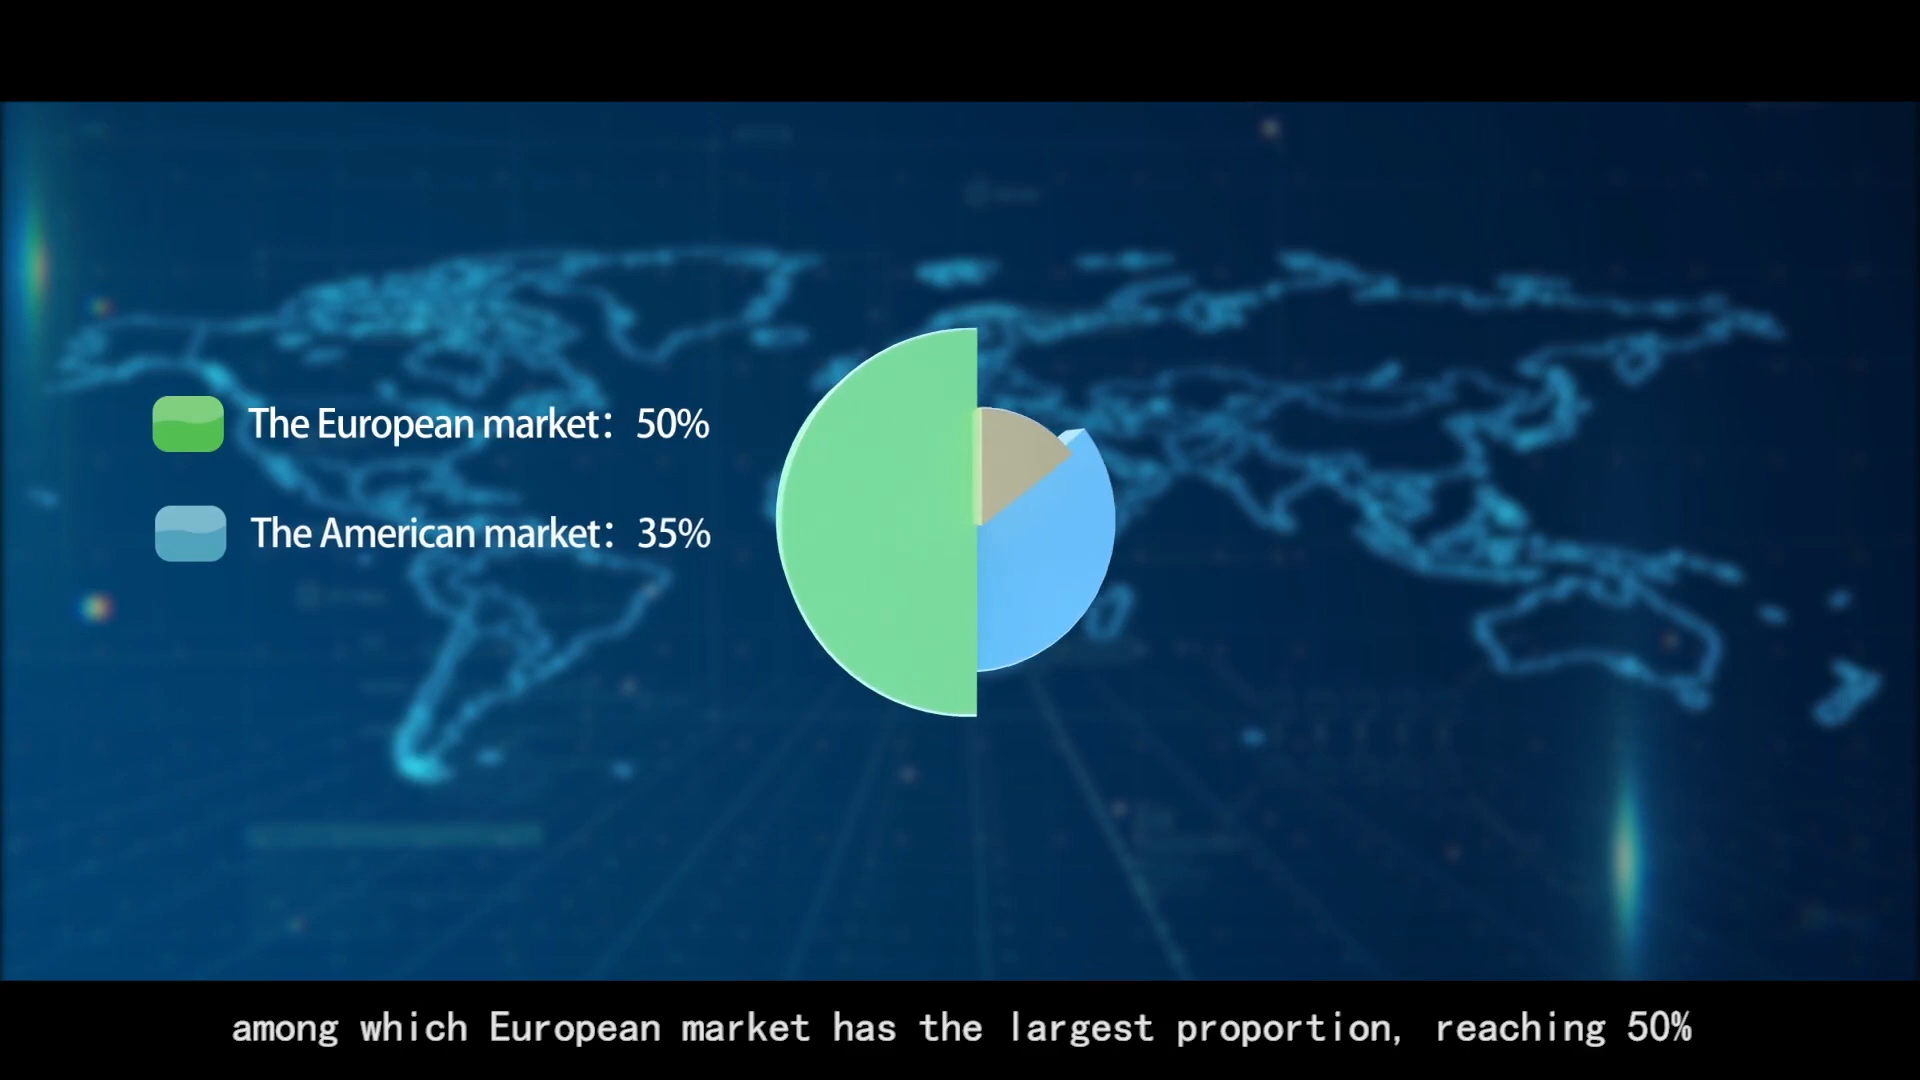 The European market： 50%
The American market： 35%
among which European market has the largest proportion, reaching 50%